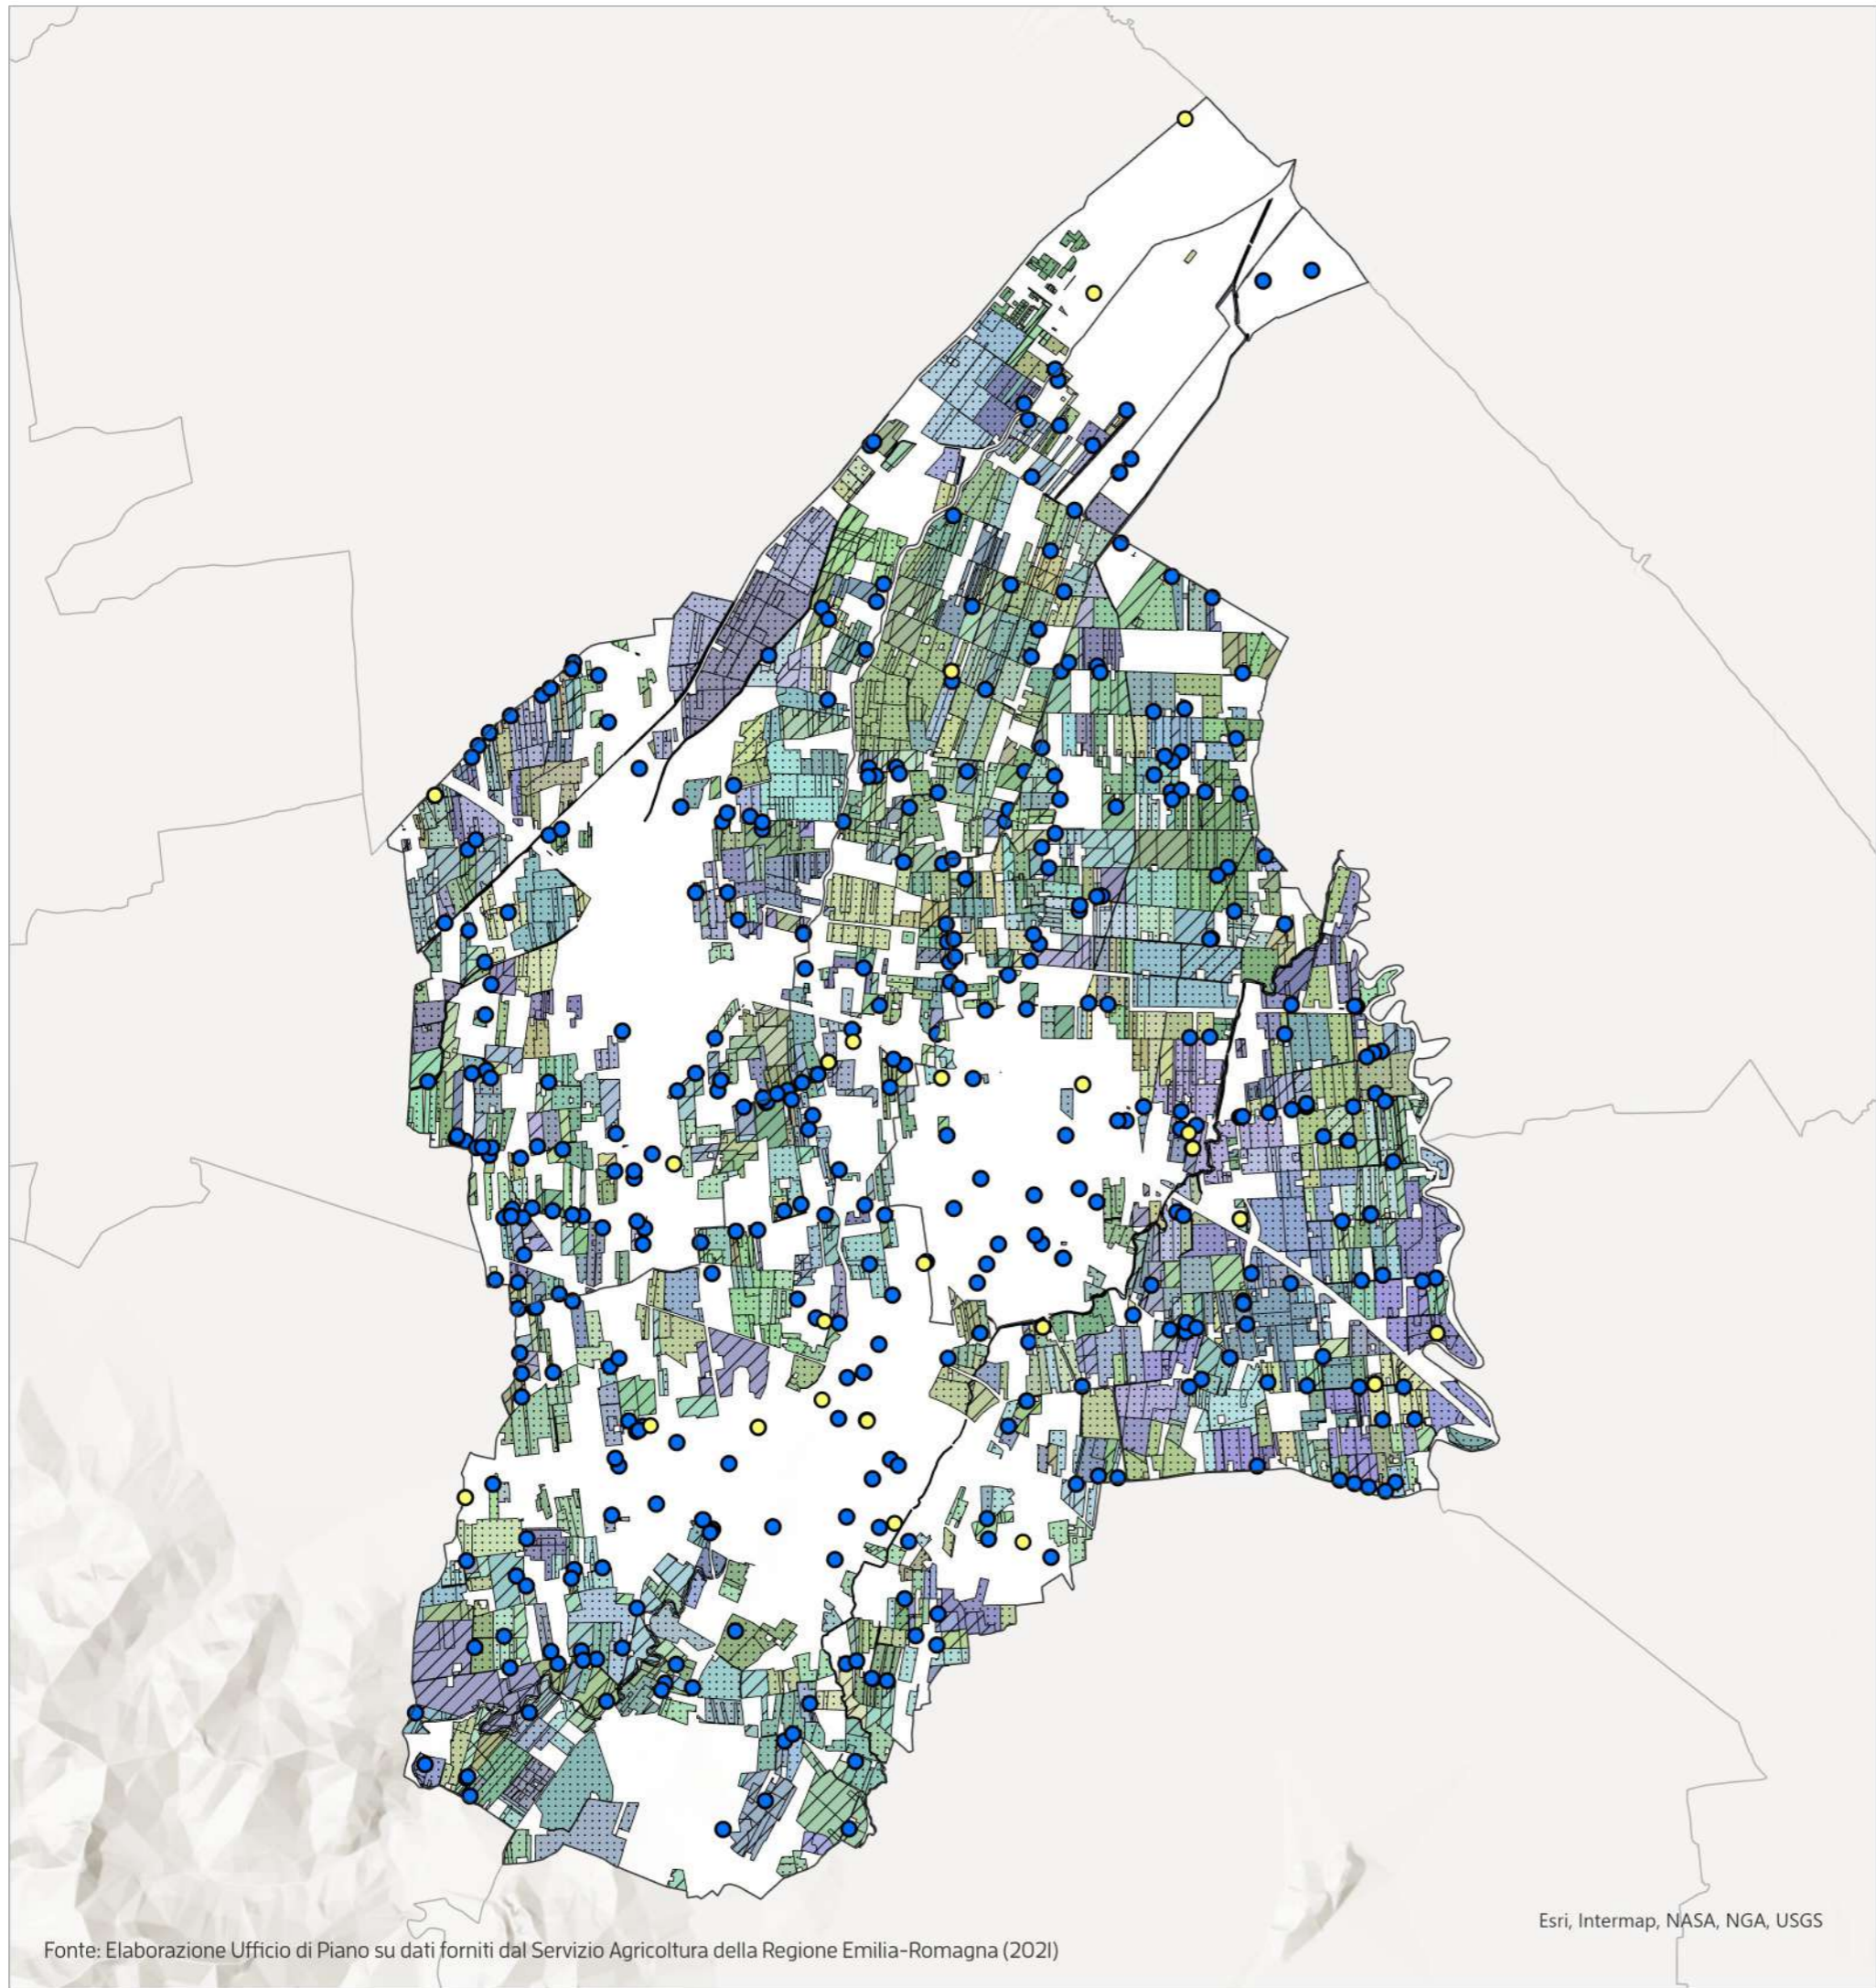 Esri, Intermap, NASA, NGA, USGS
Fonte: Elaborazione Ufficio di Piano su dati forniti dal Servizio Agricoltura della Regione Emilia-Romagna (2021)